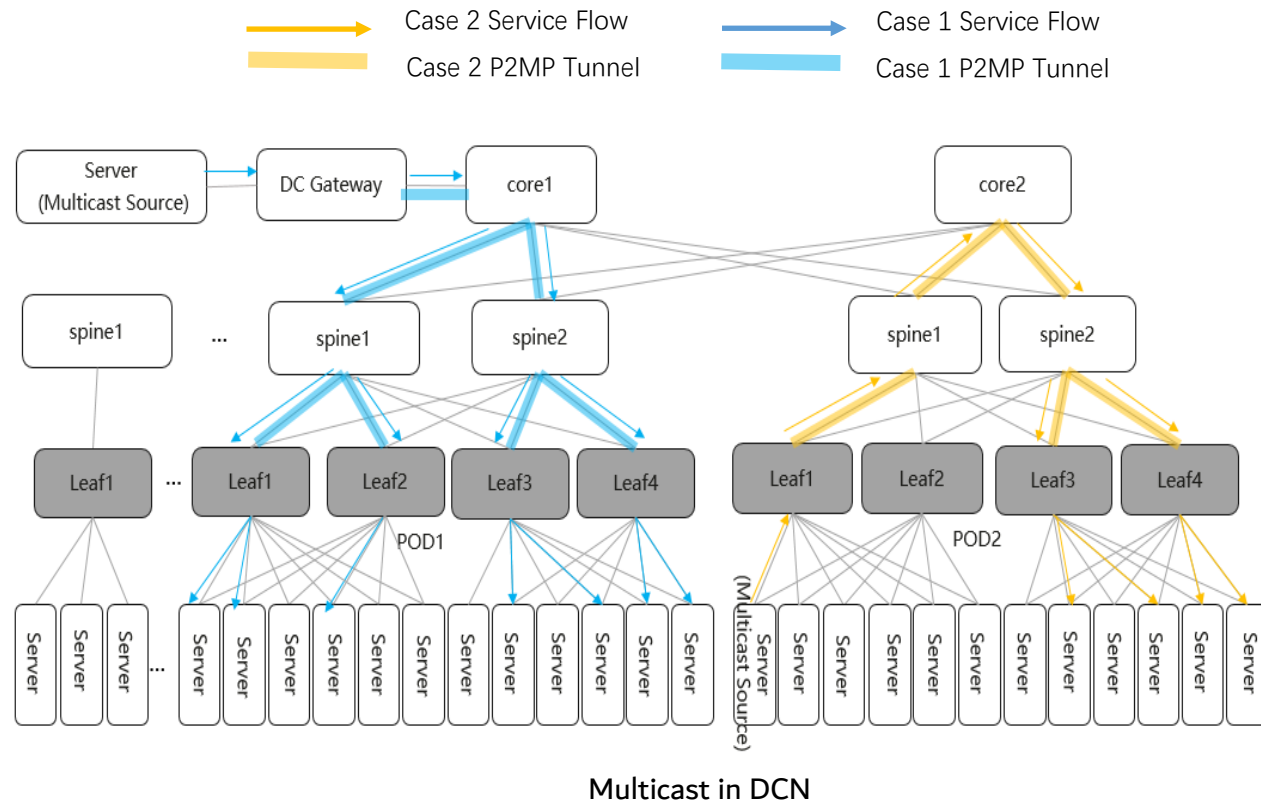 Case 2 Service Flow
Case 1 Service Flow
Case 2 P2MP Tunnel
Case 1 P2MP Tunnel
Server
(Multicast Source)
DC Gateway
core1
core2
spine1
...
spine1
spine2
spine1
spine2
Leaf1
...
Leaf1
Leaf2
Leaf3
Leaf4
Leaf1
Leaf2
Leaf3
Leaf4
POD1
POD2
Server
Server
Server
...
Server
Server
Server
Server
Server
Server
Server
Server
Server
Server
Server
Server
Server
(Multicast Source)
Server
Server
Server
Server
Server
Server
Server
Server
Server
Server
Server
Multicast in DCN